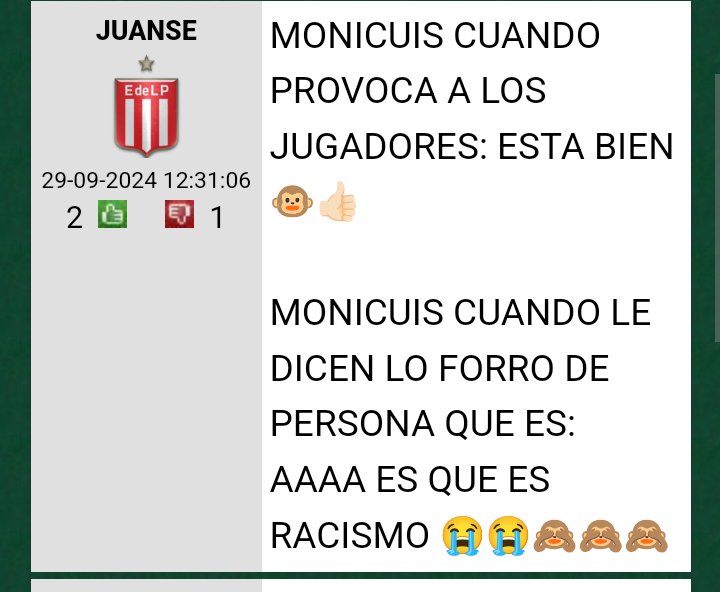 JUANSE
EdeLP
29-09-2024 12:31:06
2 1
MONICUIS CUANDO
PROVOCA A LOS
JUGADORES: ESTA BIEN
🐵👍🏻
MONICUIS CUANDO LE
DICEN LO FORRO DE
PERSONA QUE ES:
AAAA ES QUE ES
RACISMO 😭😭🙈🙈🙈